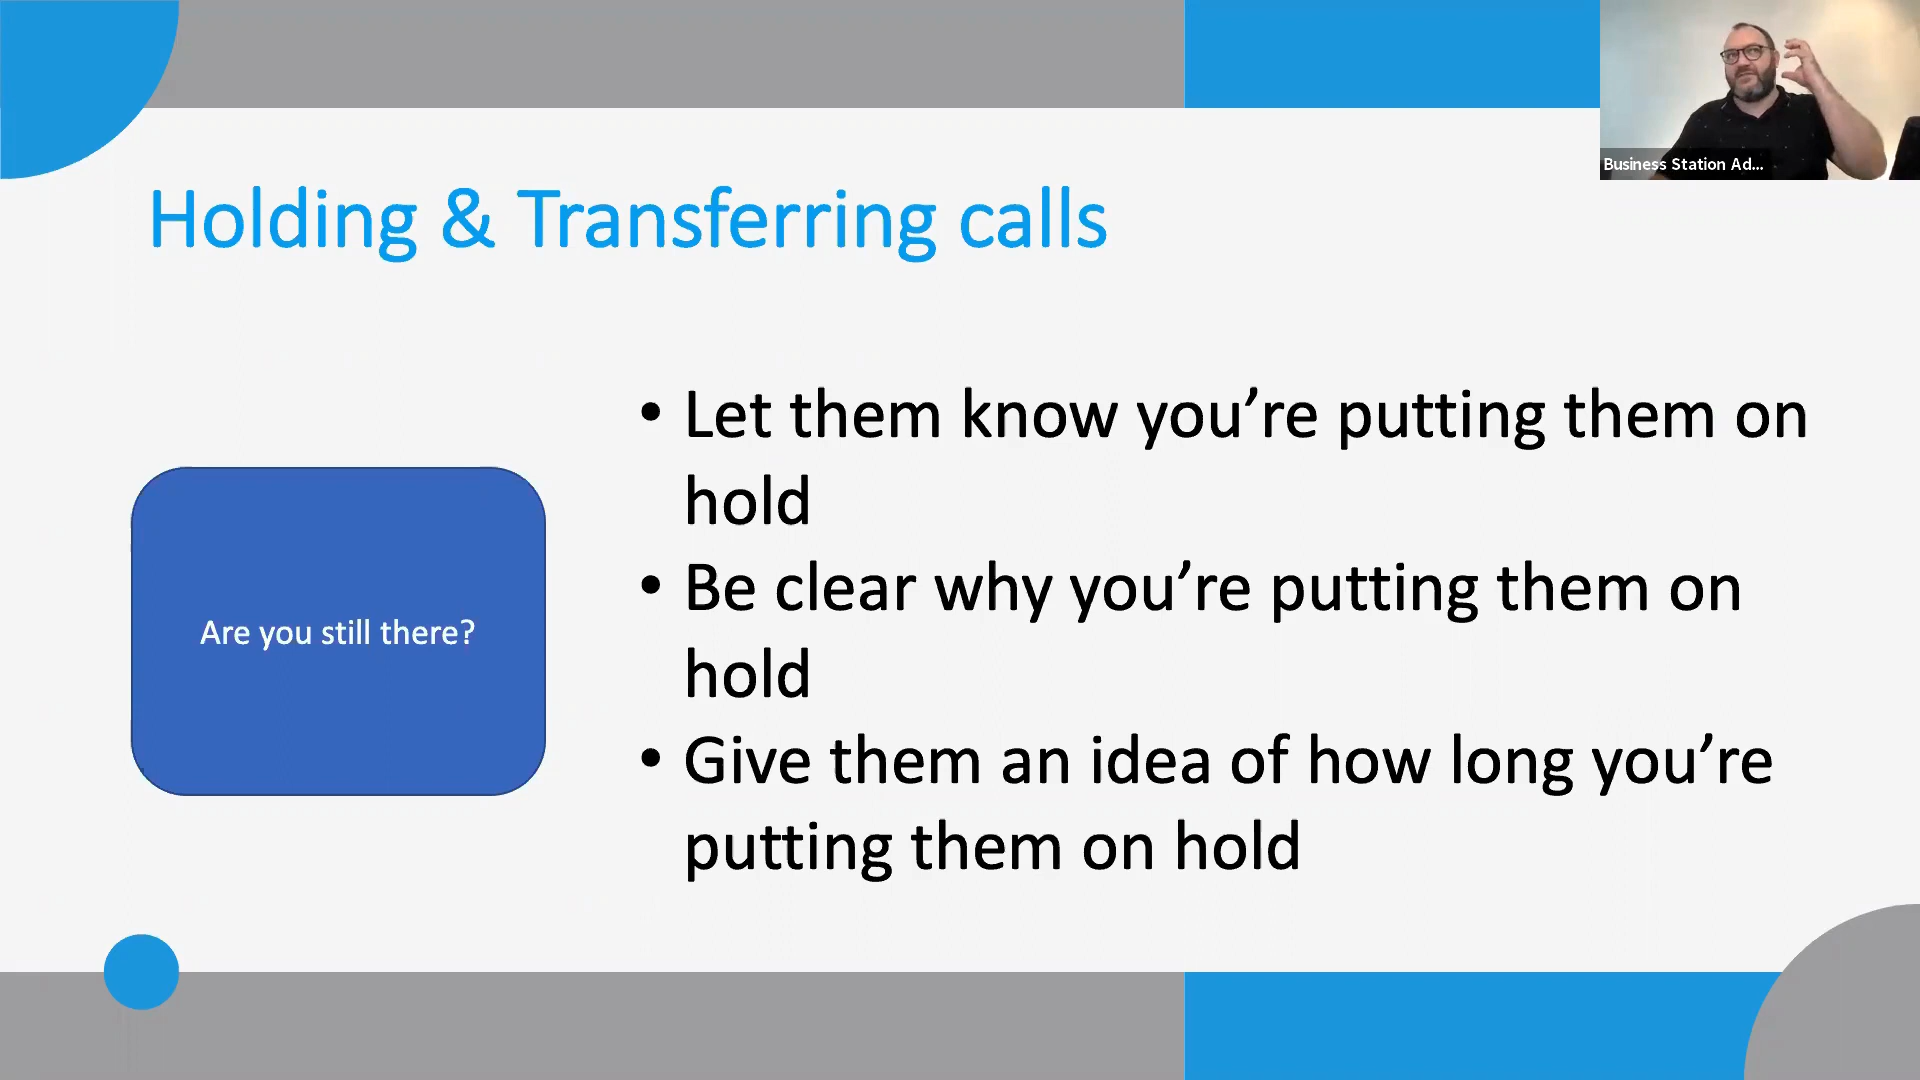 Business Station Ad...
Holding & Transferring calls
Are you still there?
• Let them know you’re putting them on
hold
• Be clear why you’re putting them on
hold
• Give them an idea of how long you’re
putting them on hold